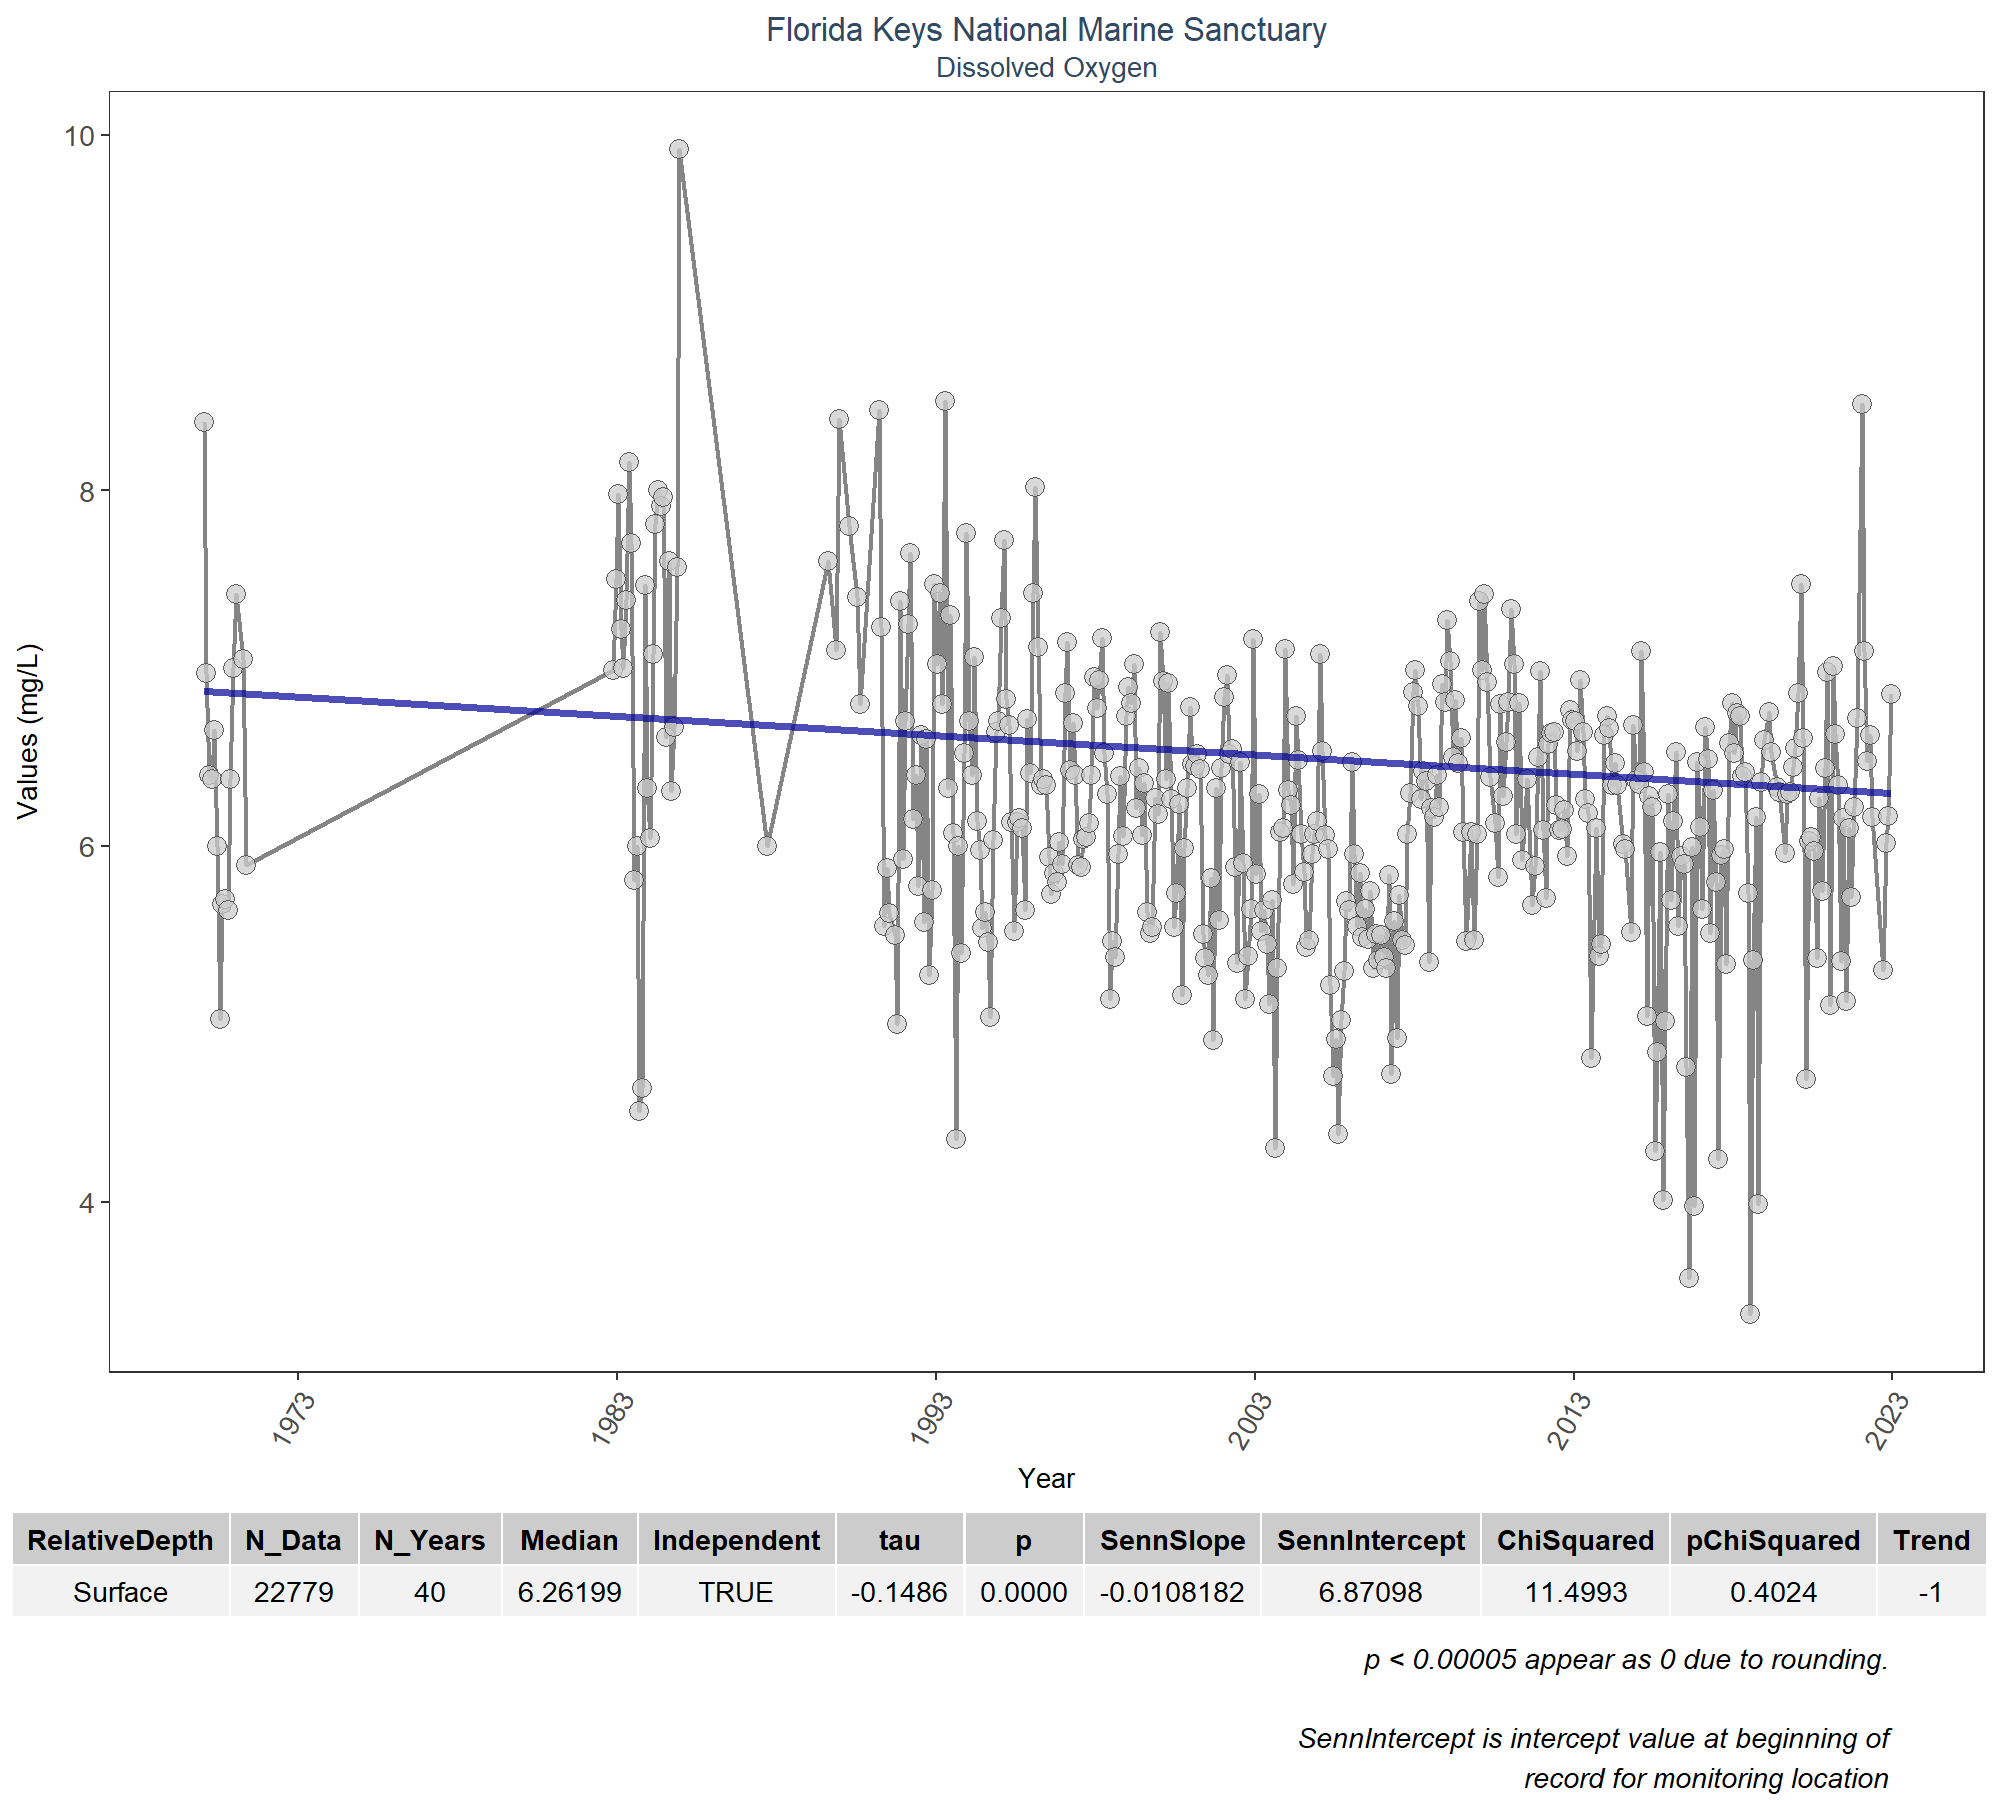 Florida Keys National Marine Sanctuary
Dissolved Oxygen
Values (mg/L)
10
8
6
4
1973 1983 1993 2003 2013 2023
Year
RelativeDepth N_Data N_Years Median Independent tau p SennSlope SennIntercept ChiSquared pChiSquared Trend
Surface 22779 40 6.26199 TRUE -0.1486 0.0000 -0.0108182 6.87098 11.4993 0.4024 -1
p < 0.00005 appear as 0 due to rounding.
SennIntercept is intercept value at beginning of
record for monitoring location